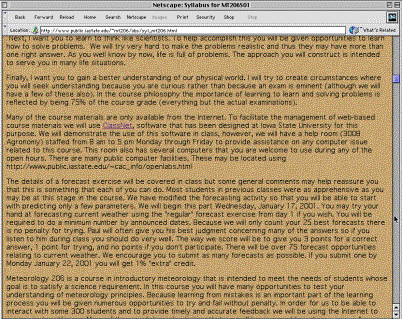 Netscape: Syllabus for MT206S01
Back Forward Reload Home Search Netscape Images Print Security Shop Stop
Location: http://www.public.iastate.edu/~mt206/obs/syl_mt206.html What's Related
Next, I want you to learn to think like scientists. To help accomplish this you will be given opportunities to learn
how to solve problems. We will try very hard to make the problems realistic and thus they may have more than
one right answer. As you well know by now, life is full of problems. The approach you will construct is intended
to serve you in many life situations.
Finally, I want you to gain a better understanding of our physical world. I will try to create circumstances where
you will seek understanding because you are curious rather than because an exam is eminent (although we will
have a few of these also). In the course philosophy the importance of learning to learn and solving problems is
reflected by being 75% of the course grade (everything but the actual examinations).
Many of the course materials are only available from the Internet. To facilitate the management of web-based
course materials we will use ClassNet, software that has been designed at Iowa State University for this
purpose. We will demonstrate the use of this software in class, however, we will have a help room (3008
Agronomy) staffed from 8 am to 5 pm Monday through Friday to provide assistance on any computer issue
related to this course. This room also has several computers that you are welcome to use during any of the
open hours. There are many public computer facilities. These may be located using
http://www.public.iastate.edu/~cac_info/openlabs.html
The details of a forecast exercise will be covered in class but some general comments may help reassure you
that this is something that each of you can do. Most students in previous classes were as apprehensive as you
may be at this stage in the course. We have modified the forecasting activity so that you will be able to start
with predicting only a few parameters. We will begin this part Wednesday, January 17, 2001. You may try your
hand at forecasting current weather using the "regular" forecast exercise from day 1 if you wish. You will be
required to do a minimum number by announced dates. Because we will only count your 25 best forecasts there
is no penalty for trying. Paul will often give you his best judgment concerning many of the answers so if you
listen to him during class you should do very well. The way we score will be to give you 3 points for a correct
answer, 1 point for trying, and no points if you don't participate. There will be over 75 forecast opportunities
relating to current weather. We encourage you to submit as many forecasts as possible. If you submit one by
Monday January 22, 2001 you will get 1% "extra" credit.
Meteorology 206 is a course in introductory meteorology that is intended to meet the needs of students whose
goal is to satisfy a science requirement. In this course you will have many opportunities to test your
understanding of meteorology principles. Because learning from mistakes is an important part of the learning
process you will be given numerous opportunities to try and fail without penalty. In order for us to be able to
interact with some 300 students and to provide timely and accurate feedback we will be using the Internet to